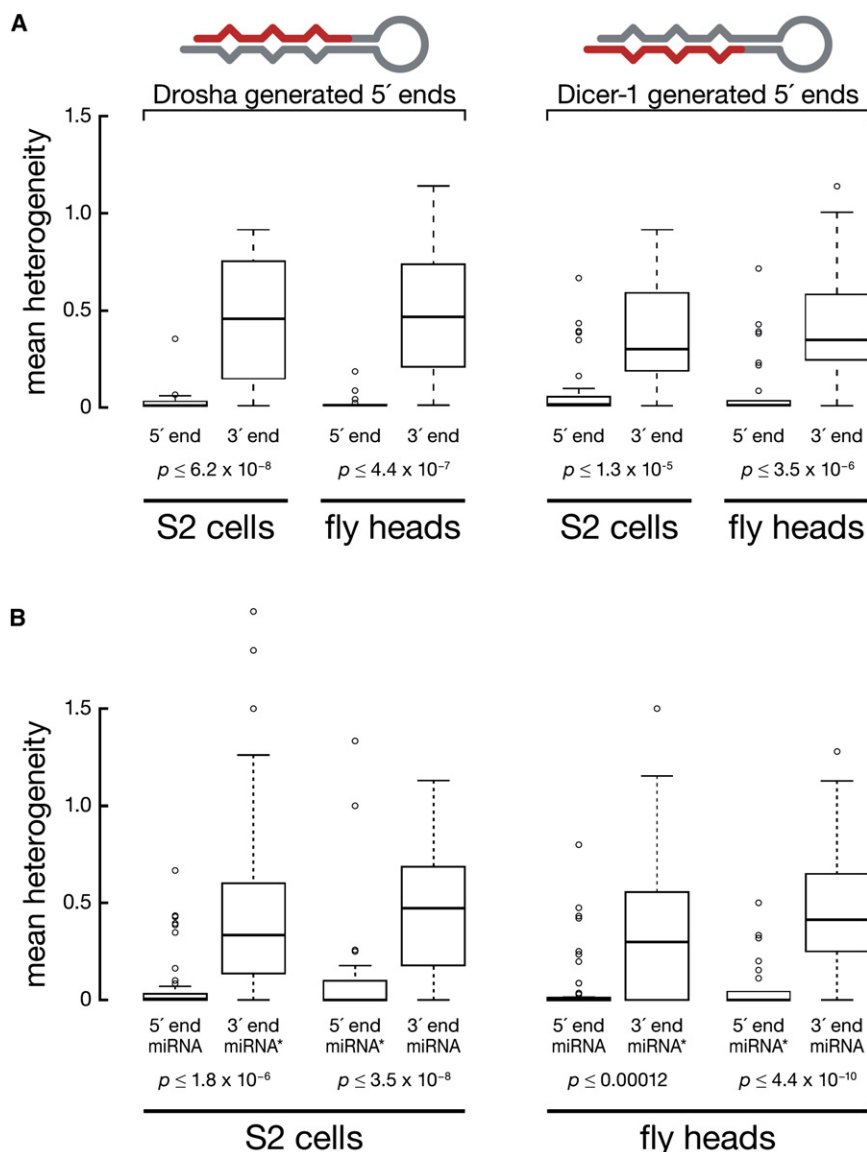 A
Drosha generated 5′ ends Dicer-1 generated 5′ ends
1.5
1.0
0.5
0
mean heterogeneity
5′ end 3′ end 5′ end 3′ end 5′ end 3′ end 5′ end 3′ end
p ≤ 6.2 x 10⁻⁸ p ≤ 4.4 x 10⁻⁷ p ≤ 1.3 x 10⁻⁵ p ≤ 3.5 x 10⁻⁶
S2 cells fly heads S2 cells fly heads
B
1.5
1.0
0.5
0
mean heterogeneity
5′ end 3′ end 5′ end 3′ end 5′ end 3′ end 5′ end 3′ end
miRNA miRNA* miRNA* miRNA miRNA miRNA* miRNA* miRNA
p ≤ 1.8 x 10⁻⁶ p ≤ 3.5 x 10⁻⁸ p ≤ 0.00012 p ≤ 4.4 x 10⁻¹⁰
S2 cells fly heads